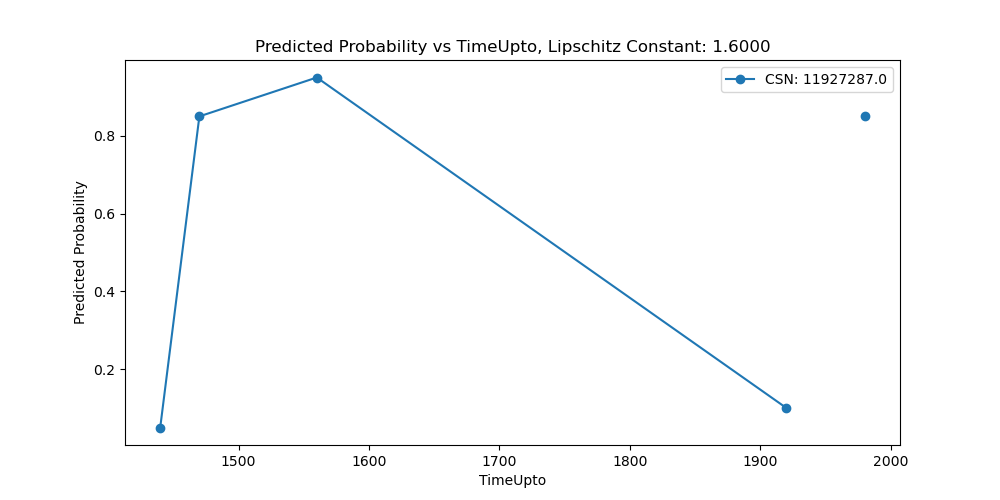 Predicted Probability vs TimeUpto, Lipschitz Constant: 1.6000
CSN: 11927287.0
Predicted Probability
0.8
0.6
0.4
0.2
1500 1600 1700 1800 1900 2000
TimeUpto